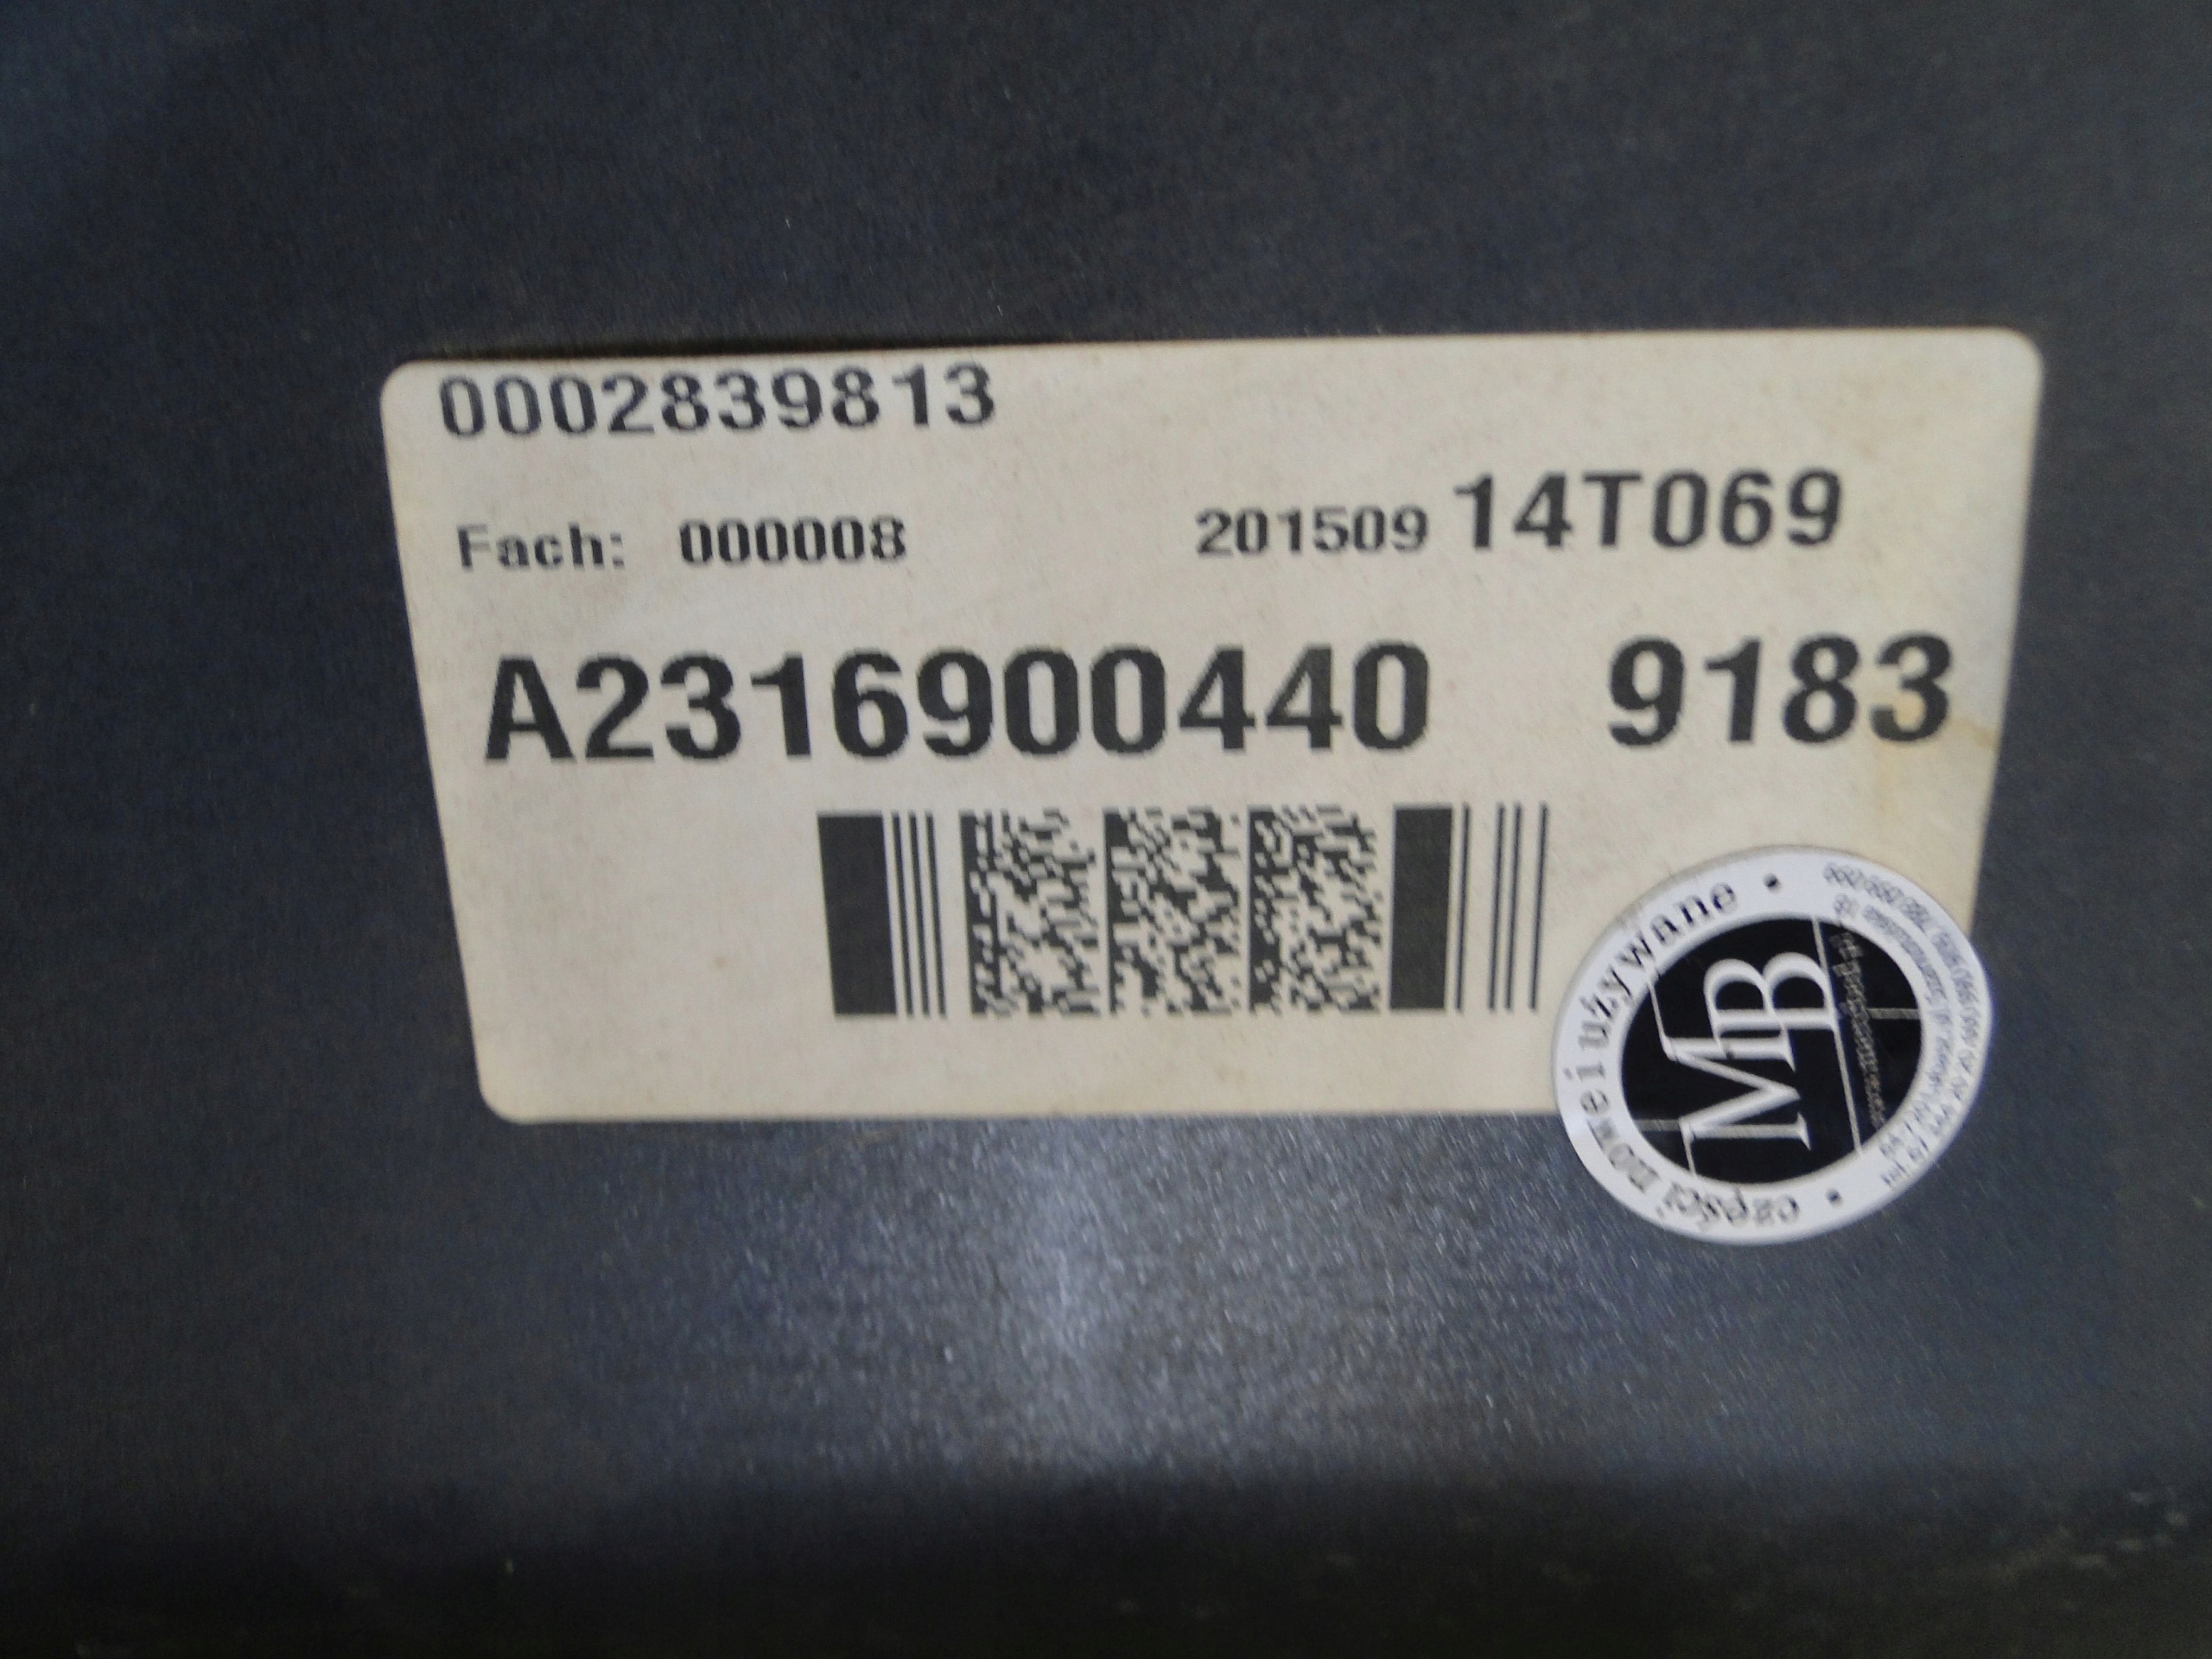 0002839813
Fach: 000008 201509 14T069
A2316900440 9183
części nowe i używane
MB